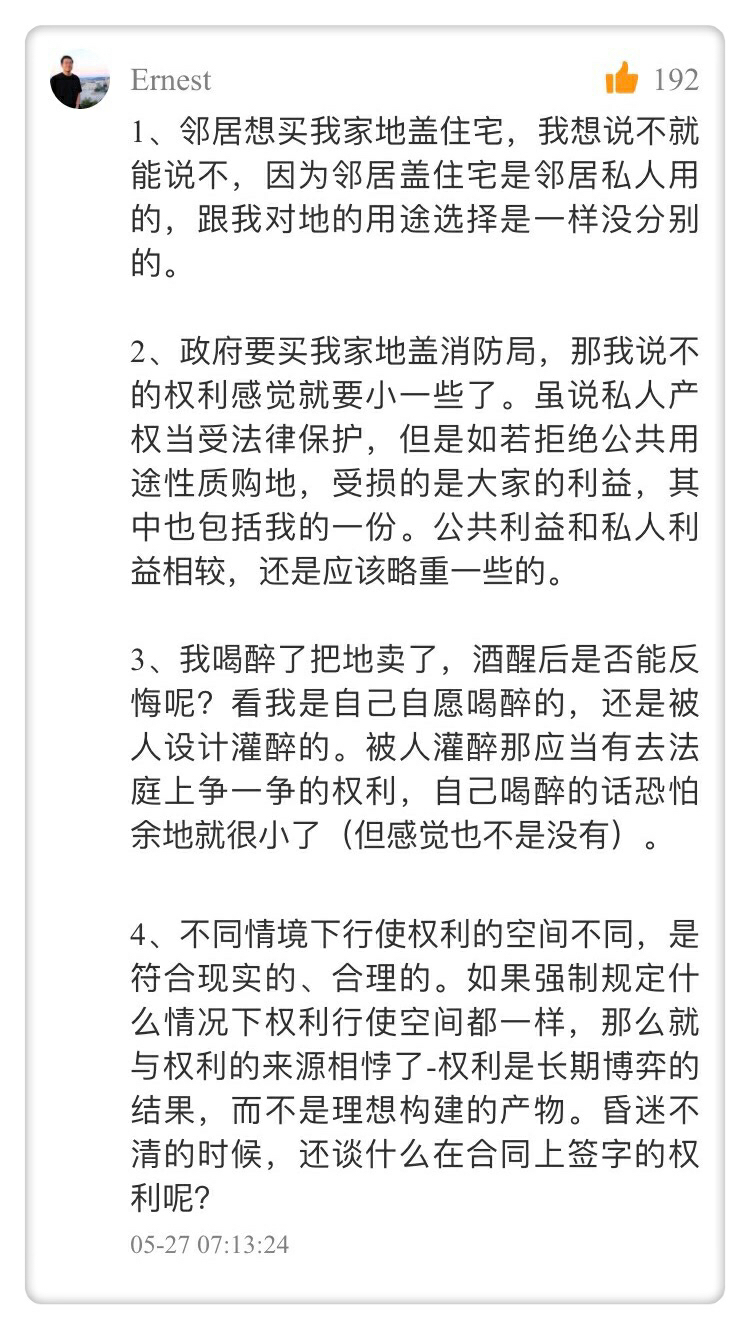 Ernest
192
1、邻居想买我家地盖住宅，我想说不就
能说不，因为邻居盖住宅是邻居私人用
的，跟我对地的用途选择是一样没分别
的。
2、政府要买我家地盖消防局，那我说不
的权利感觉就要小一些了。虽说私人产
权当受法律保护，但是如若拒绝公共用
途性质购地，受损的是大家的利益，其
中也包括我的一份。公共利益和私人利
益相较，还是应该略重一些的。
3、我喝醉了把地卖了，酒醒后是否能反
悔呢？看我是自己自愿喝醉的，还是被
人设计灌醉的。被人灌醉那应当有去法
庭上争一争的权利，自己喝醉的话恐怕
余地就很小了（但感觉也不是没有）。
4、不同情境下行使权利的空间不同，是
符合现实的、合理的。如果强制规定什
么情况下权利行使空间都一样，那么就
与权利的来源相悖了-权利是长期博弈的
结果，而不是理想构建的产物。昏迷不
清的时候，还谈什么在合同上签字的权
利呢？
05-27 07:13:24